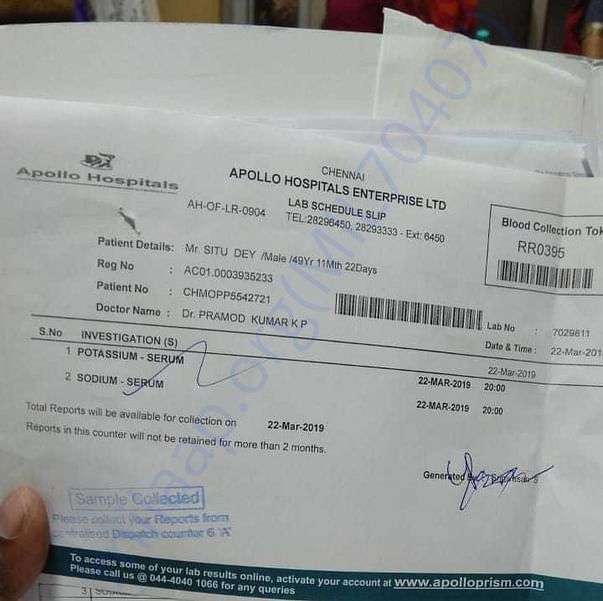 Apollo Hospitals
CHENNAI
APOLLO HOSPITALS ENTERPRISE LTD
AH-OF-LR-0904
LAB SCHEDULE SLIP
TEL:28296450, 28293333 - Ext: 6450
Blood Collection Tok
RR0395
Patient Details: Mr. SITU DEY /Male /49Yr 11Mth 22Days
Reg No : AC01.0003935233
Patient No : CHMOPP5542721
Doctor Name : Dr. PRAMOD KUMAR K P
Lab No : 7029611
Date & Time : 22-Mar-201
S.No INVESTIGATION (S)
22-Mar-2019
1 POTASSIUM - SERUM 22-MAR-2019 20:00
2 SODIUM - SERUM 22-MAR-2019 20:00
Total Reports will be available for collection on 22-Mar-2019
Reports in this counter will not be retained for more than 2 months.
Generated
Sample Collected
Please collect your Reports from
centralised Dispatch counter 6 'A'
To access some of your lab results online, activate your account at www.apolloprism.com
Please call us @ 044-4040 1066 for any queries
3